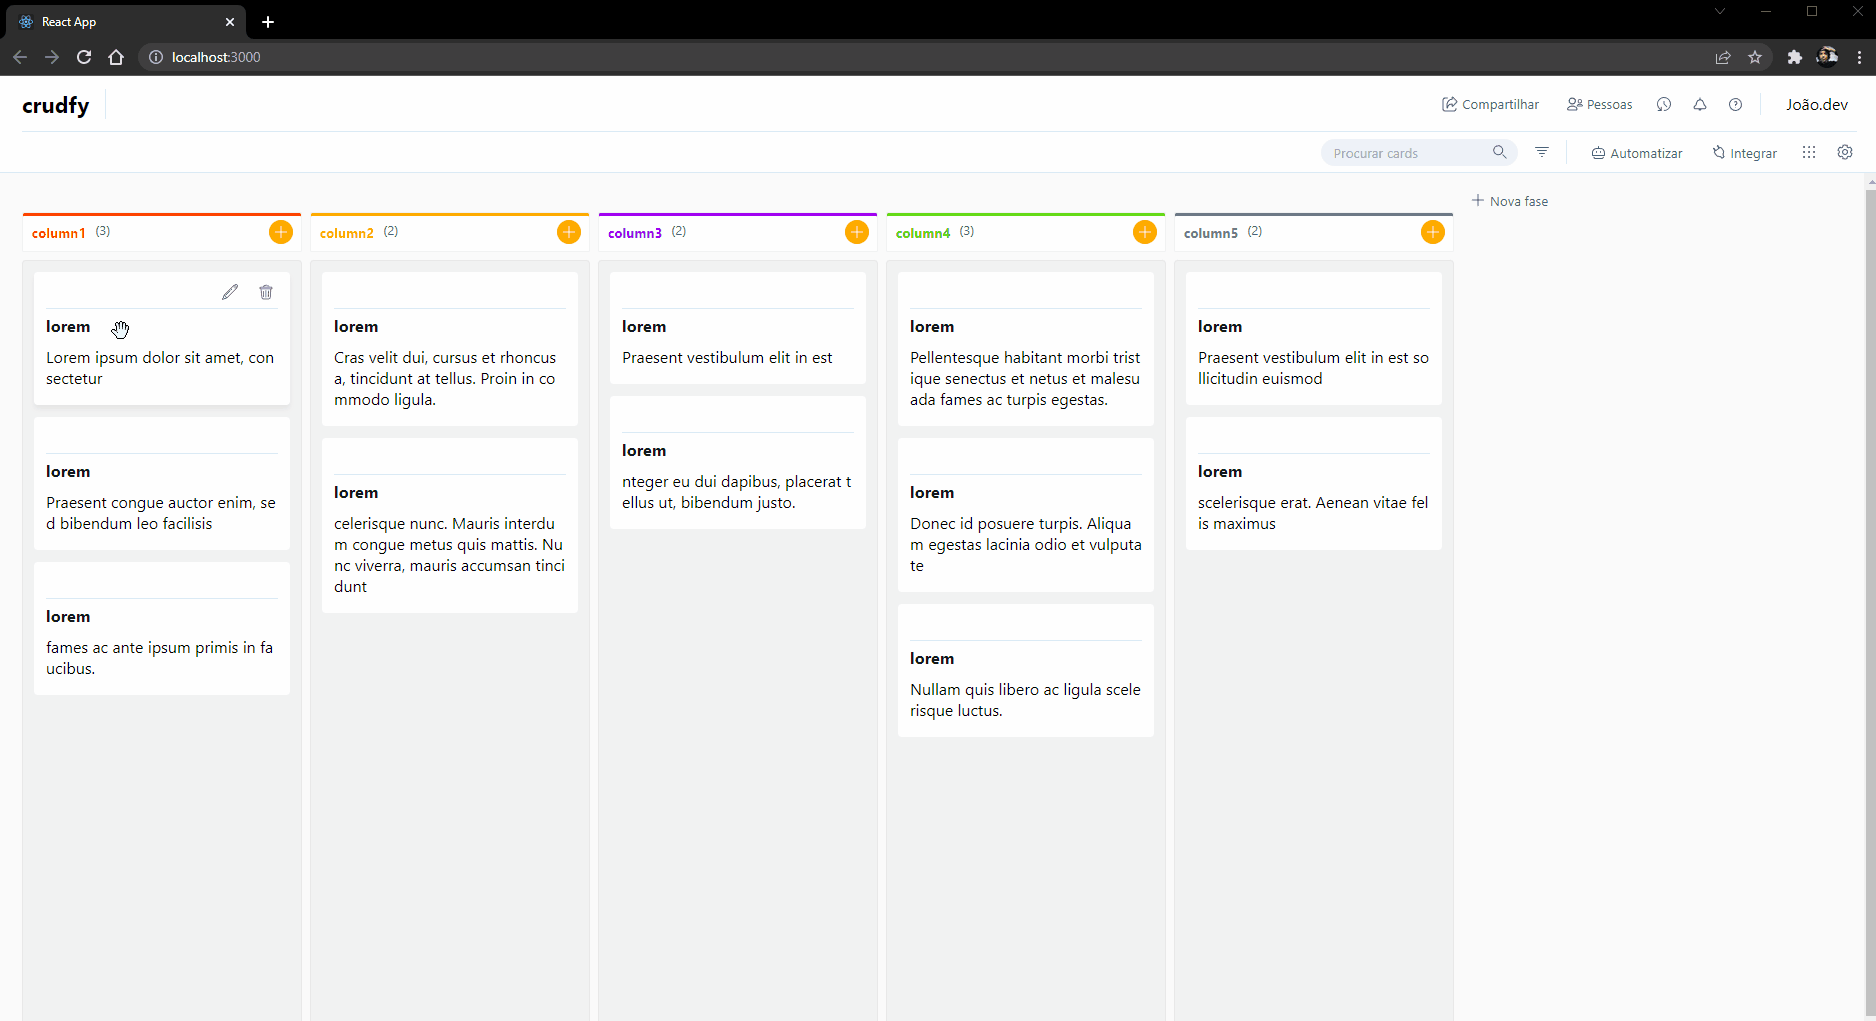 React App
localhost:3000
crudfy
Compartilhar
Pessoas
João.dev
Procurar cards
Automatizar
Integrar
column1 (3)
column2 (2)
column3 (2)
column4 (3)
column5 (2)
Nova fase
lorem
Lorem ipsum dolor sit amet, con
sectetur
lorem
Praesent congue auctor enim, se
d bibendum leo facilisis
lorem
fames ac ante ipsum primis in fa
ucibus.
lorem
Cras velit dui, cursus et rhoncus
a, tincidunt at tellus. Proin in co
mmodo ligula.
lorem
celerisque nunc. Mauris interdu
m congue metus quis mattis. Nu
nc viverra, mauris accumsan tinci
dunt
lorem
Praesent vestibulum elit in est
lorem
nteger eu dui dapibus, placerat t
ellus ut, bibendum justo.
lorem
Pellentesque habitant morbi trist
ique senectus et netus et malesu
ada fames ac turpis egestas.
lorem
Donec id posuere turpis. Aliqua
m egestas lacinia odio et vulputa
te
lorem
Nullam quis libero ac ligula scele
risque luctus.
lorem
Praesent vestibulum elit in est so
llicitudin euismod
lorem
scelerisque erat. Aenean vitae fel
is maximus